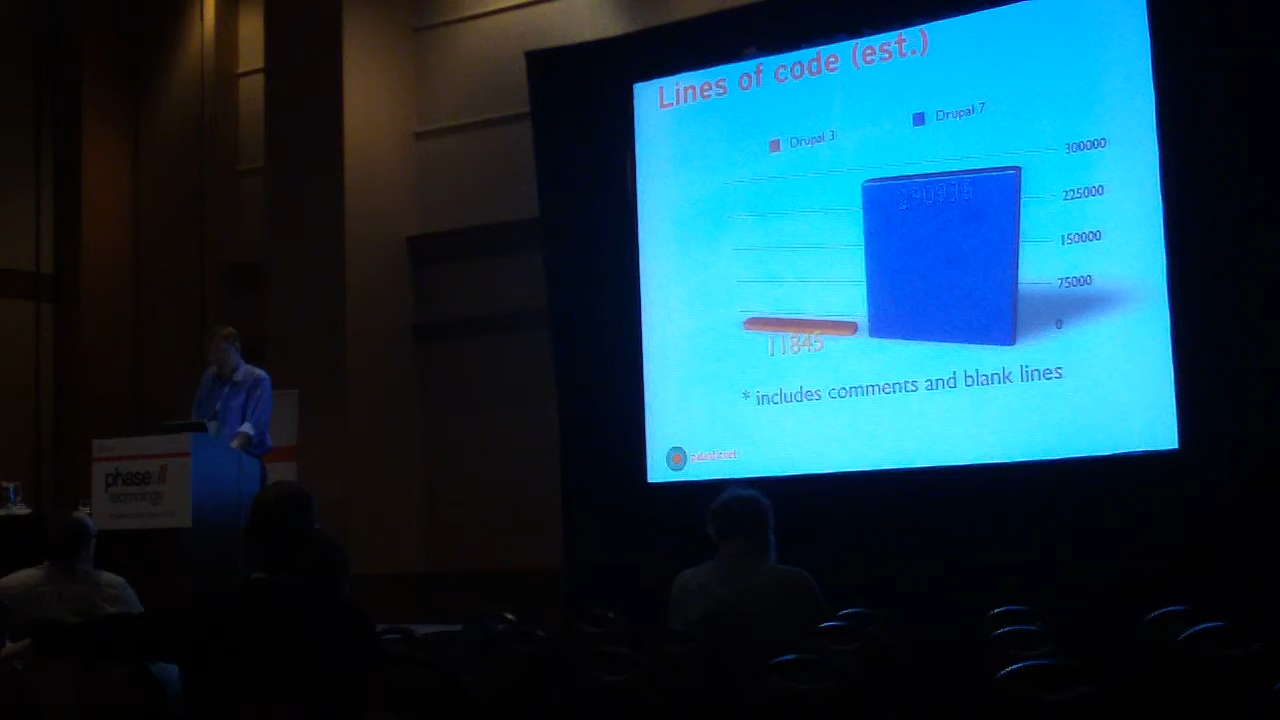 Lines of code (est.)
Drupal 3
Drupal 7
300000
225000
150000
75000
0
11845
* includes comments and blank lines
phase://
technology